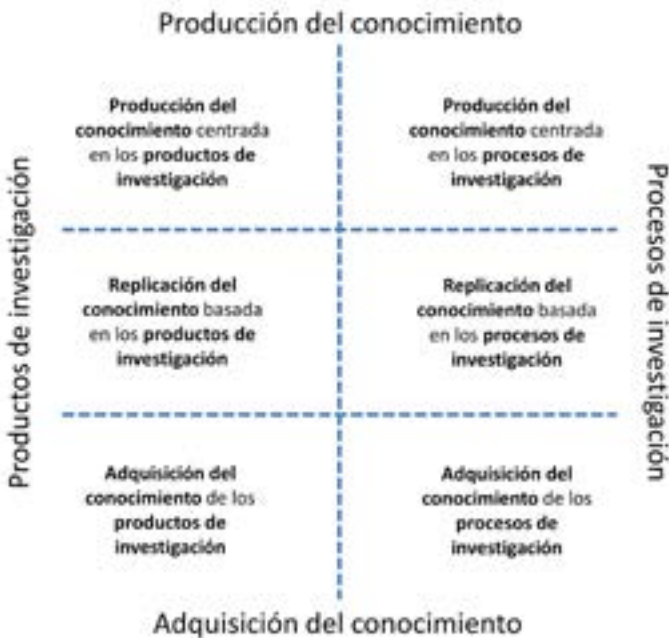 Producción del conocimiento
Productos de investigación
Producción del
conocimiento centrada
en los productos de
investigación
Producción del
conocimiento centrada
en los procesos de
investigación
Procesos de investigación
Replicación del
conocimiento basada
en los productos de
investigación
Replicación del
conocimiento basada
en los procesos de
investigación
Adquisición del
conocimiento de los
productos de
investigación
Adquisición del
conocimiento de los
procesos de
investigación
Adquisición del conocimiento